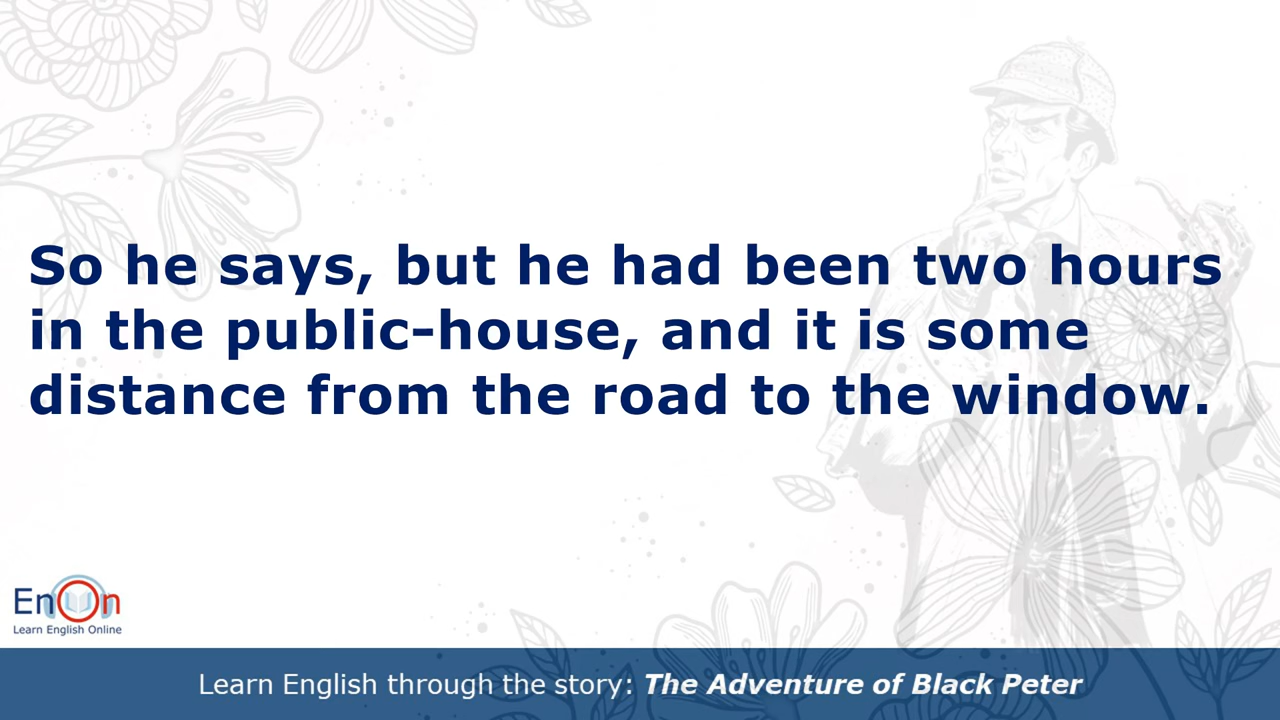 So he says, but he had been two hours
in the public-house, and it is some
distance from the road to the window.
EnOn
Learn English Online
Learn English through the story: The Adventure of Black Peter